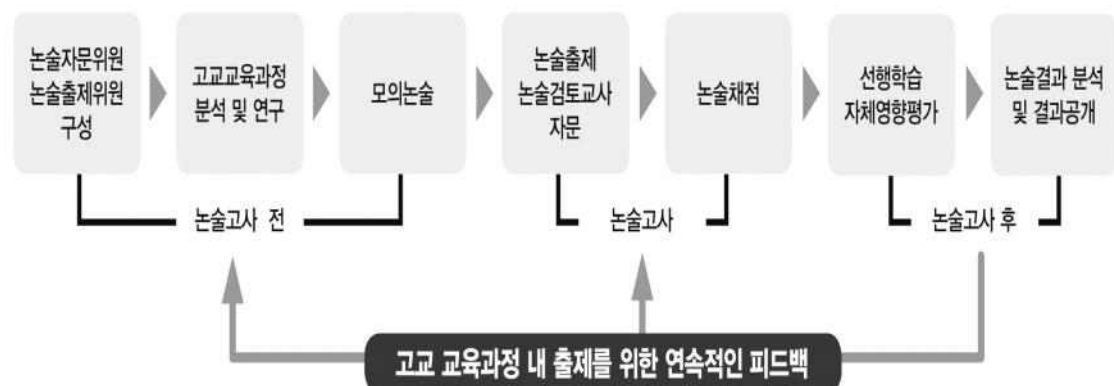 논술자문위원
논술출제위원
구성
고교교육과정
분석 및 연구
모의논술
논술출제
논술검토교사
자문
논술채점
선행학습
자체영향평가
논술결과 분석
및 결과공개
논술고사 전
논술고사
논술고사 후
고교 교육과정 내 출제를 위한 연속적인 피드백